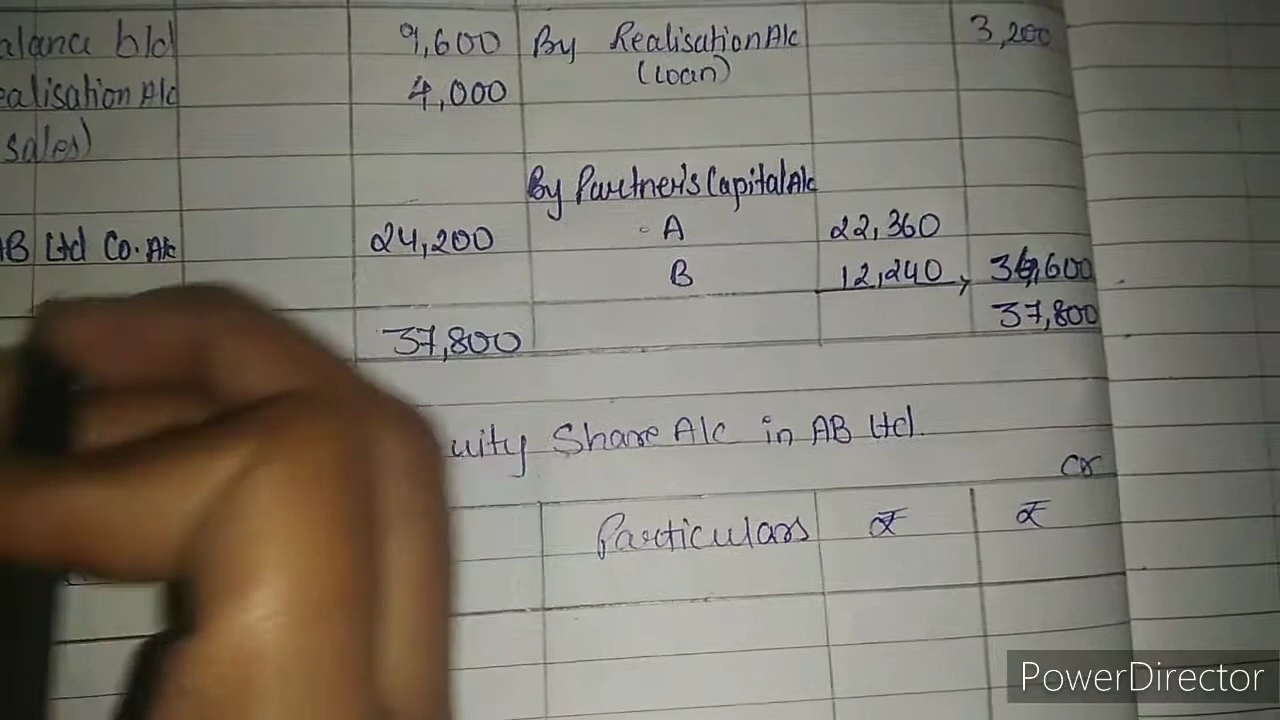 alance b/d 9,600 By Realisation A/c 3,200
ealisation A/c 4,000 (Loan)
sales)
By Partner's Capital A/c
AB Ltd Co. A/c 24,200 A 22,360
B 12,240, 34,600
37,800 37,800
uity Share A/c in AB Ltd.
Cr
Particulars ₹ ₹
PowerDirector